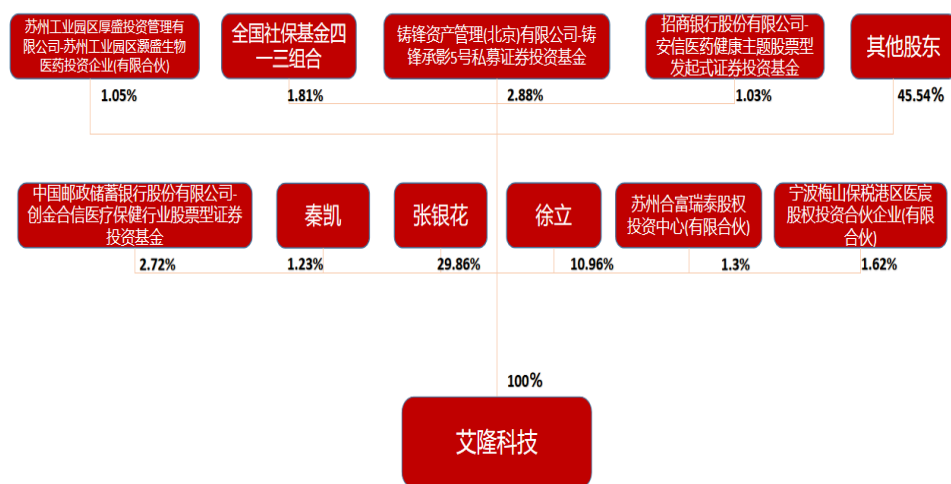 苏州工业园区厚盛投资管理有
限公司-苏州工业园区灏盛生物
医药投资企业(有限合伙)
全国社保基金四
一三组合
铸锋资产管理(北京)有限公司-铸
锋承影5号私募证券投资基金
招商银行股份有限公司-
安信医药健康主题股票型
发起式证券投资基金
其他股东
1.05%
1.81%
2.88%
1.03%
45.54%
中国邮政储蓄银行股份有限公司-
创金合信医疗保健行业股票型证券
投资基金
秦凯
张银花
徐立
苏州合富瑞泰股权
投资中心(有限合伙)
宁波梅山保税港区医宸
股权投资合伙企业(有限
合伙)
2.72%
1.23%
29.86%
10.96%
1.3%
1.62%
100%
艾隆科技